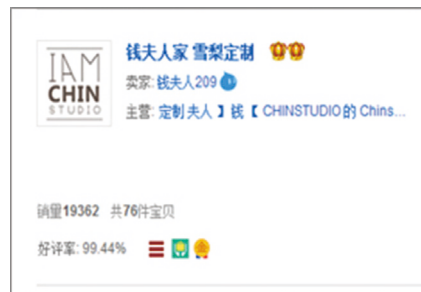 IAM
CHIN
STUDIO
钱夫人家 雪梨定制
卖家: 钱夫人209
主营: 定制夫人 】 钱【 CHINSTUDIO的 Chins...
销量19362 共76件宝贝
好评率: 99.44%